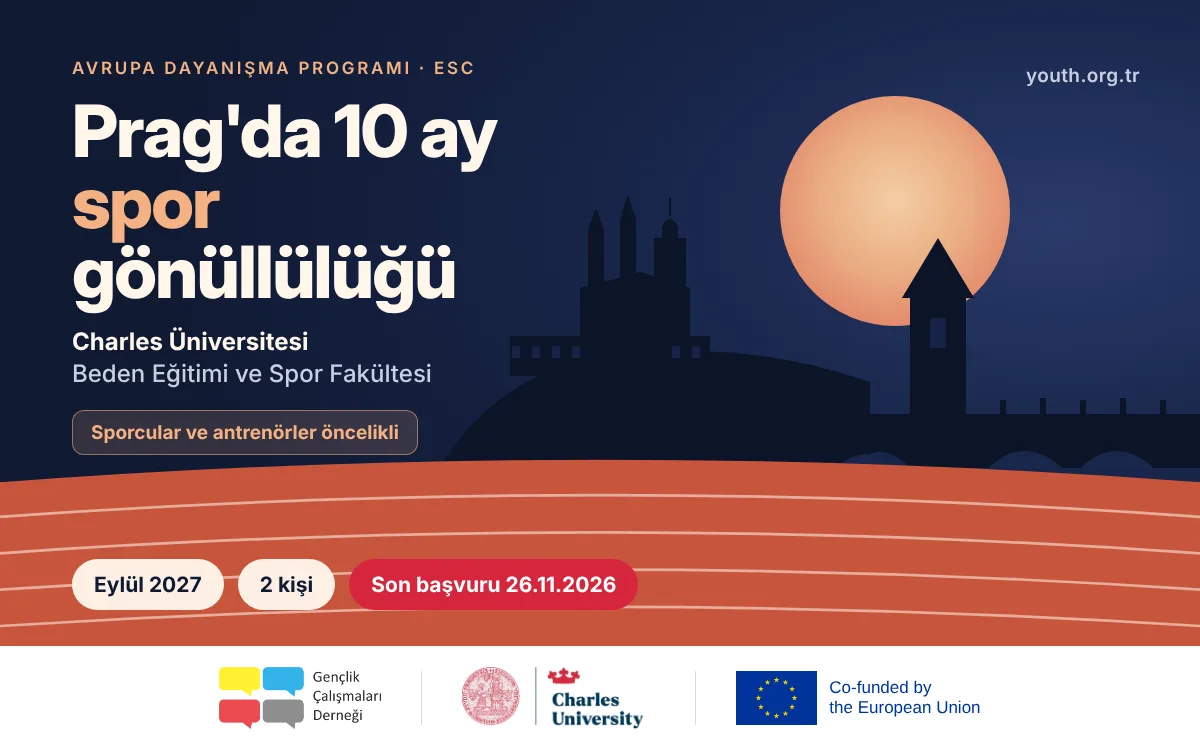 AVRUPA DAYANIŞMA PROGRAMI · ESC
youth.org.tr
Prag'da 10 ay
spor
gönüllülüğü
Charles Üniversitesi
Beden Eğitimi ve Spor Fakültesi
Sporcular ve antrenörler öncelikli
Eylül 2027
2 kişi
Son başvuru 26.11.2026
Gençlik
Çalışmaları
Derneği
Charles
University
Co-funded by
the European Union